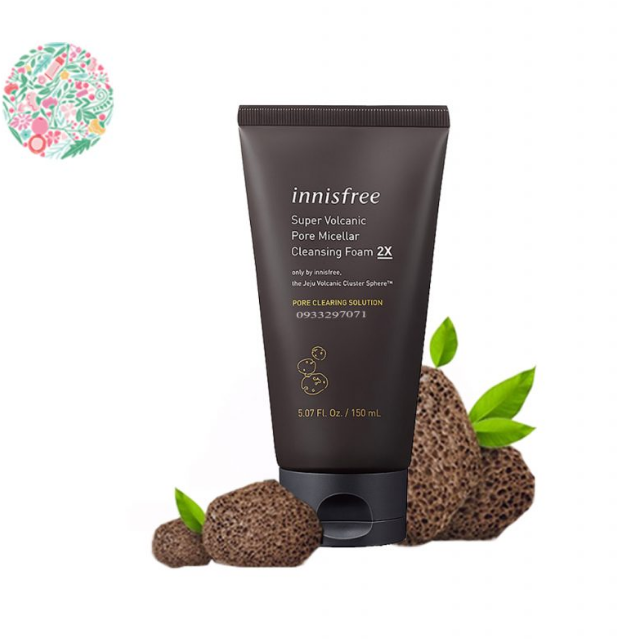 innisfree
Super Volcanic
Pore Micellar
Cleansing Foam 2X
only by innisfree,
the Jeju Volcanic Cluster Sphere™
PORE CLEARING SOLUTION
0933297071
5.07 Fl. Oz. / 150 mL